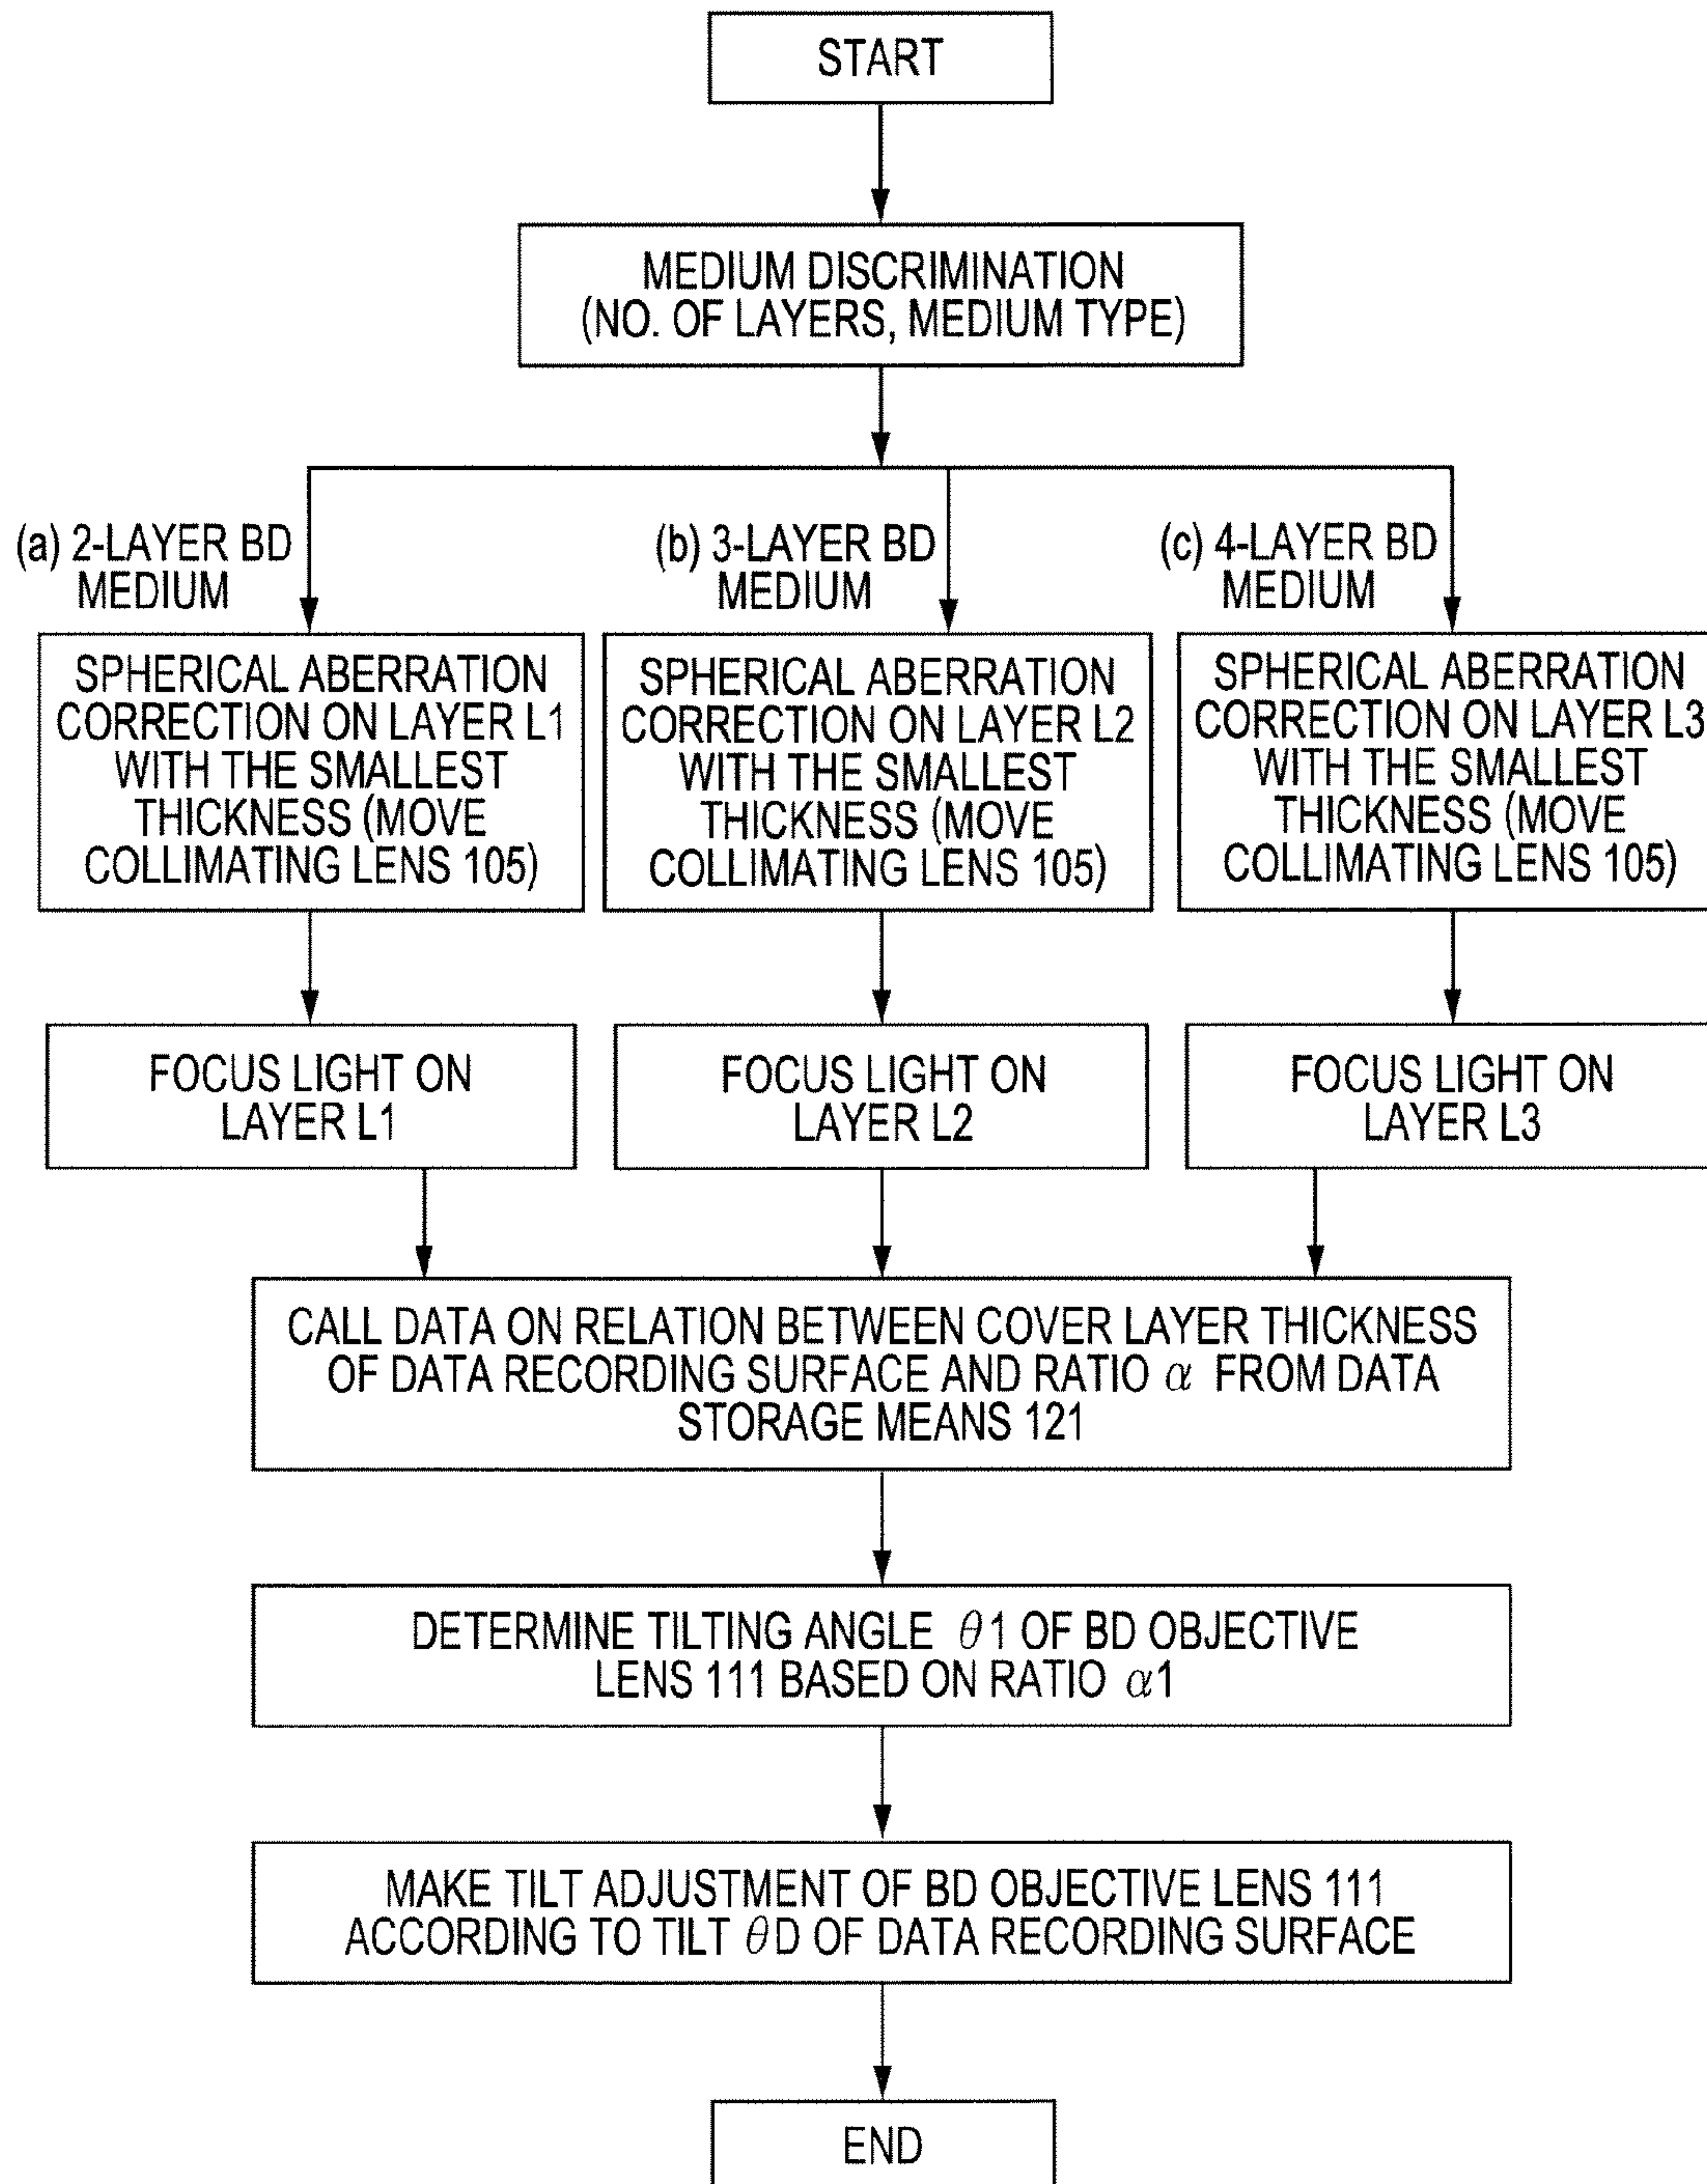 START
MEDIUM DISCRIMINATION
(NO. OF LAYERS, MEDIUM TYPE)
(a) 2-LAYER BD
MEDIUM
(b) 3-LAYER BD
MEDIUM
(c) 4-LAYER BD
MEDIUM
SPHERICAL ABERRATION
CORRECTION ON LAYER L1
WITH THE SMALLEST
THICKNESS (MOVE
COLLIMATING LENS 105)
SPHERICAL ABERRATION
CORRECTION ON LAYER L2
WITH THE SMALLEST
THICKNESS (MOVE
COLLIMATING LENS 105)
SPHERICAL ABERRATION
CORRECTION ON LAYER L3
WITH THE SMALLEST
THICKNESS (MOVE
COLLIMATING LENS 105)
FOCUS LIGHT ON
LAYER L1
FOCUS LIGHT ON
LAYER L2
FOCUS LIGHT ON
LAYER L3
CALL DATA ON RELATION BETWEEN COVER LAYER THICKNESS
OF DATA RECORDING SURFACE AND RATIO α FROM DATA
STORAGE MEANS 121
DETERMINE TILTING ANGLE θ1 OF BD OBJECTIVE
LENS 111 BASED ON RATIO α1
MAKE TILT ADJUSTMENT OF BD OBJECTIVE LENS 111
ACCORDING TO TILT θD OF DATA RECORDING SURFACE
END